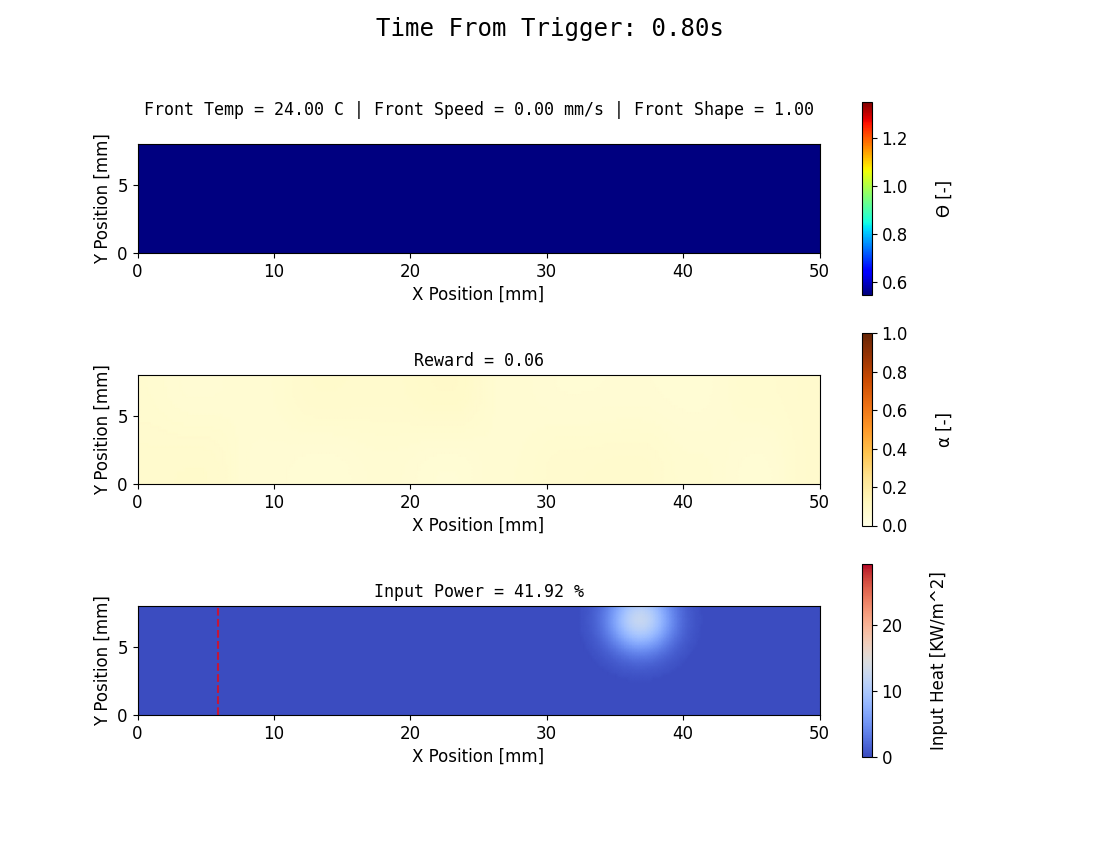 Time From Trigger: 0.80s
Front Temp = 24.00 C | Front Speed = 0.00 mm/s | Front Shape = 1.00
Y Position [mm]
5
0
0 10 20 30 40 50
X Position [mm]
1.2
1.0
0.8
0.6
ϴ [-]
Reward = 0.06
Y Position [mm]
5
0
0 10 20 30 40 50
X Position [mm]
1.0
0.8
0.6
0.4
0.2
0.0
α [-]
Input Power = 41.92 %
Y Position [mm]
5
0
0 10 20 30 40 50
X Position [mm]
20
10
0
Input Heat [KW/m^2]